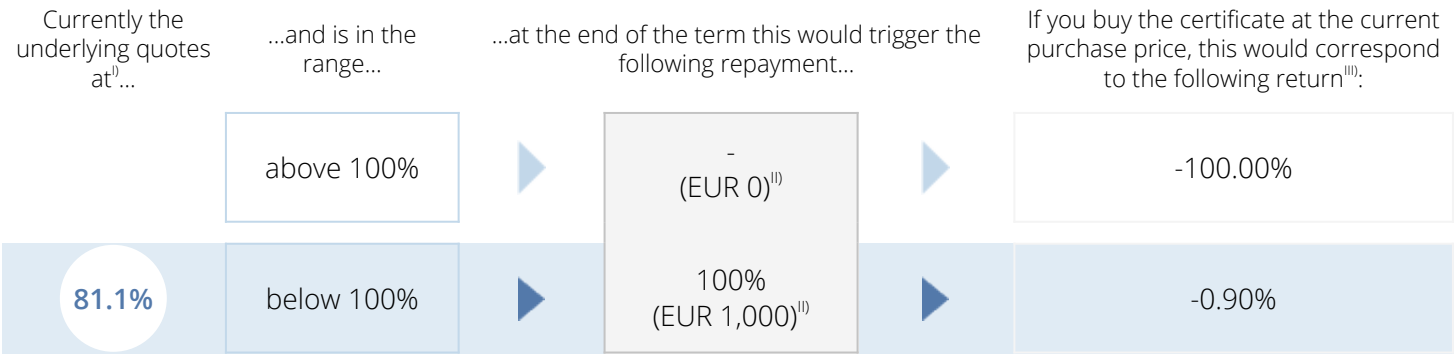 Currently the
underlying quotes
at^I)...
...and is in the
range...
...at the end of the term this would trigger the
following repayment...
If you buy the certificate at the current
purchase price, this would correspond
to the following return^III):
above 100%
-
(EUR 0)^II)
-100.00%
81.1%
below 100%
100%
(EUR 1,000)^II)
-0.90%